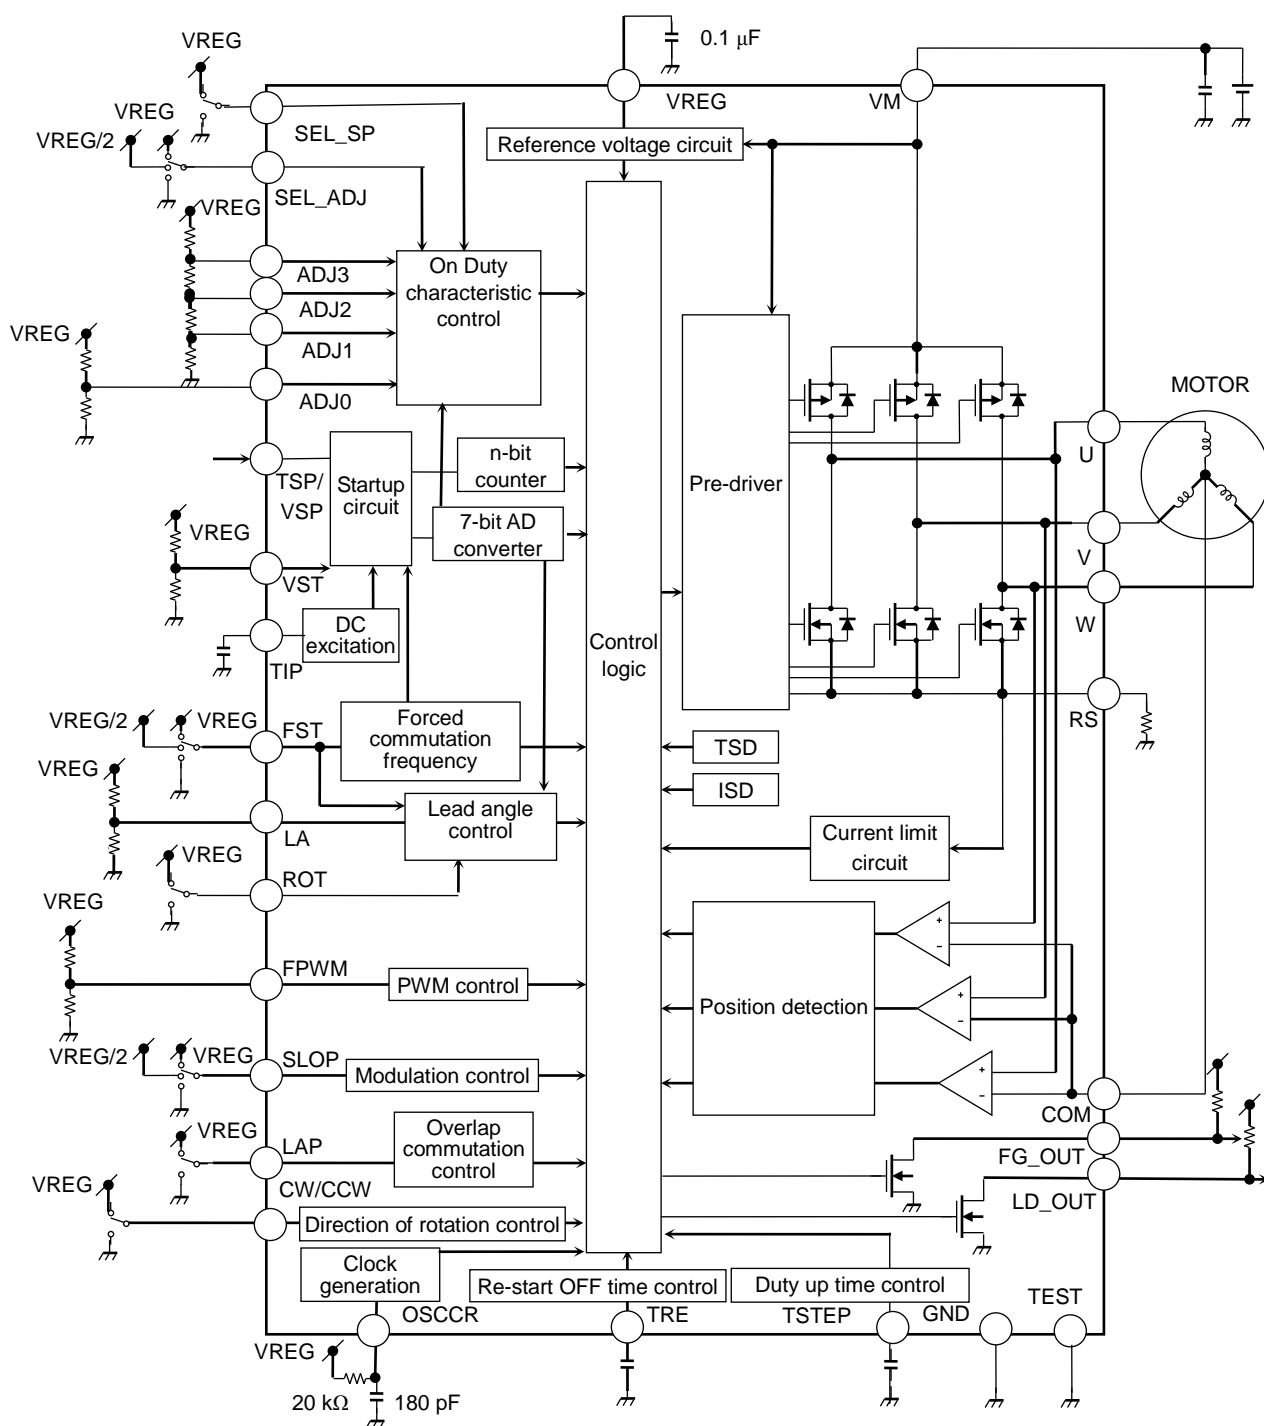 VREG
0.1 μF
VREG
VREG/2
SEL_SP
VREG
VM
Reference voltage circuit
SEL_ADJ
VREG
ADJ3
ADJ2
ADJ1
ADJ0
On Duty
characteristic
control
VREG
MOTOR
U
V
W
RS
TSP/
VSP
Startup
circuit
n-bit
counter
7-bit AD
converter
Pre-driver
VREG
VST
DC
excitation
TIP
Control
logic
VREG/2
VREG
FST
Forced
commutation
frequency
TSD
ISD
VREG
LA
Lead angle
control
Current limit
circuit
VREG
ROT
VREG
FPWM
PWM control
Position detection
+
−
+
−
+
−
VREG/2
VREG
SLOP
Modulation control
COM
VREG
LAP
Overlap
commutation
control
FG_OUT
LD_OUT
VREG
CW/CCW
Direction of rotation control
Clock
generation
Re-start OFF time control
Duty up time control
OSCCR
TRE
TSTEP
GND
TEST
VREG
20 kΩ
180 pF